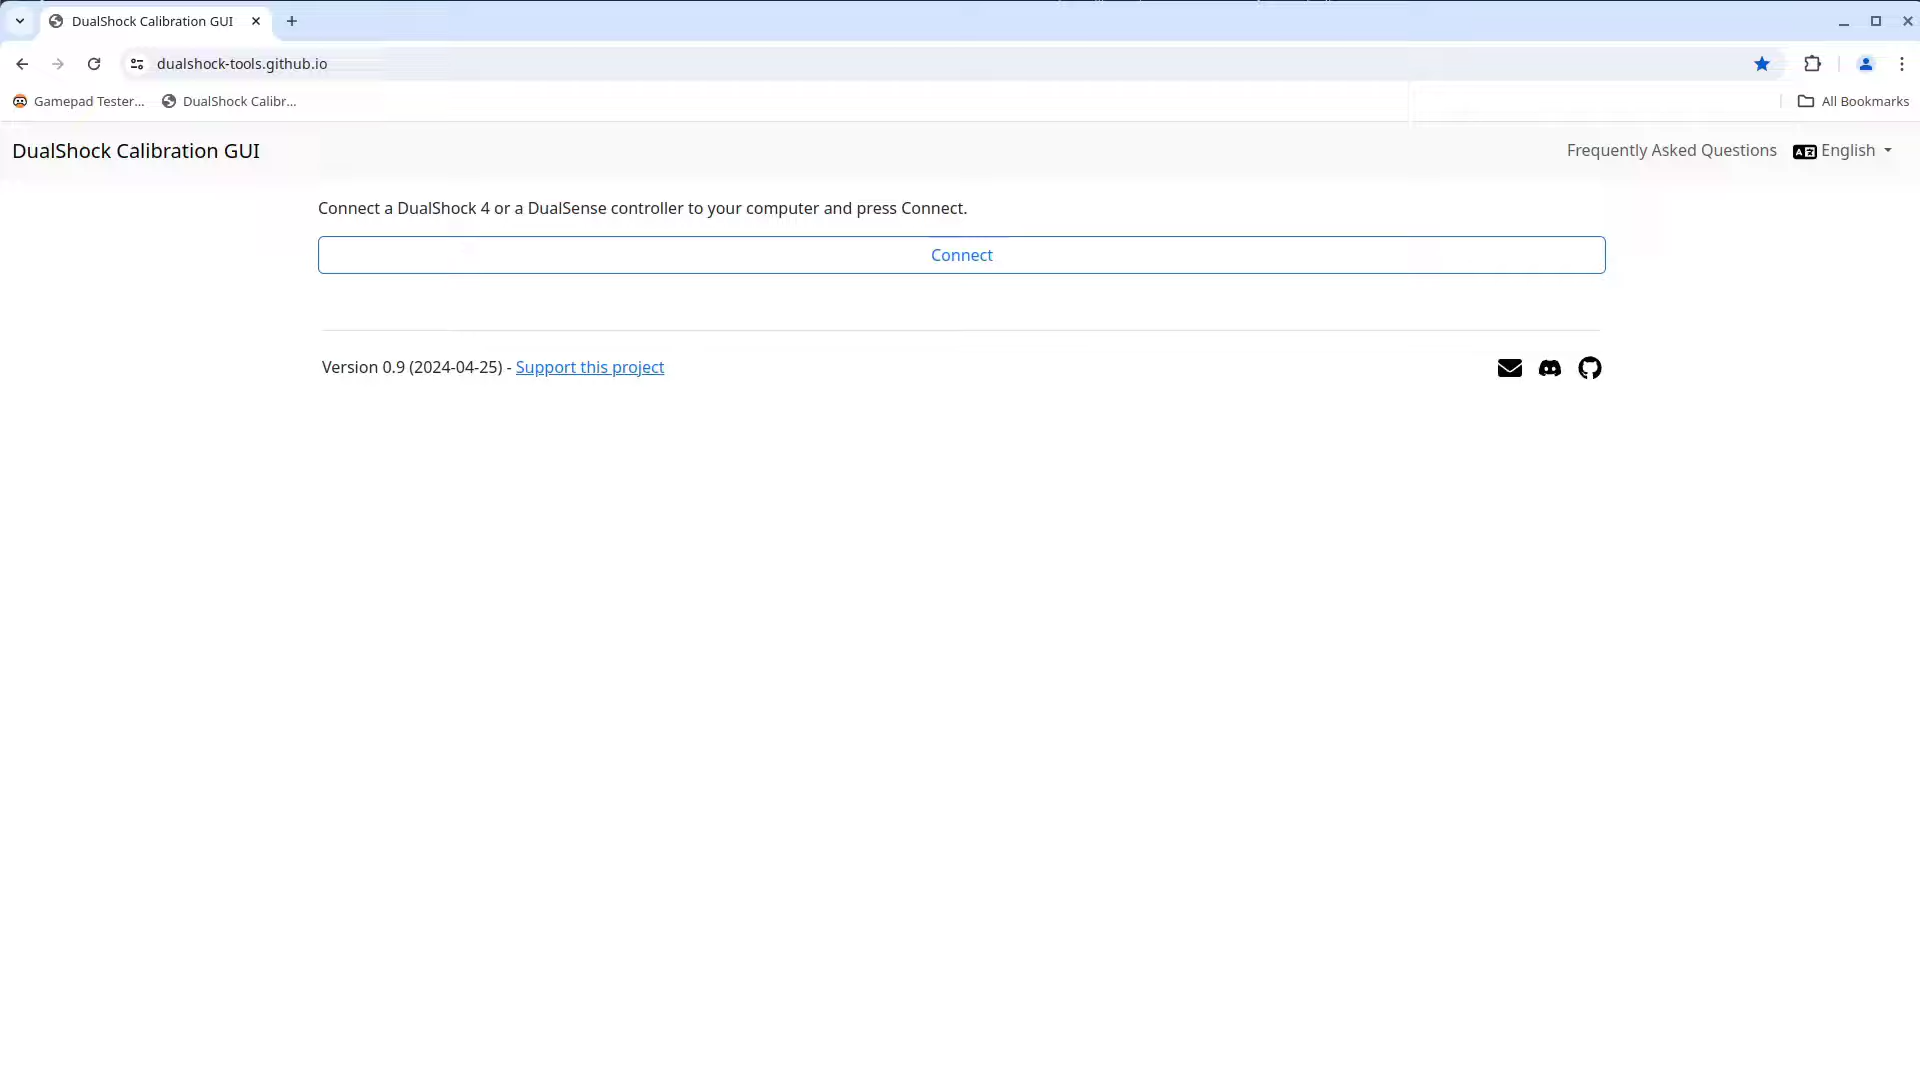 DualShock Calibration GUI
dualshock-tools.github.io
Gamepad Tester...
DualShock Calibr...
All Bookmarks
DualShock Calibration GUI
Frequently Asked Questions
English
Connect a DualShock 4 or a DualSense controller to your computer and press Connect.
Connect
Version 0.9 (2024-04-25) - Support this project